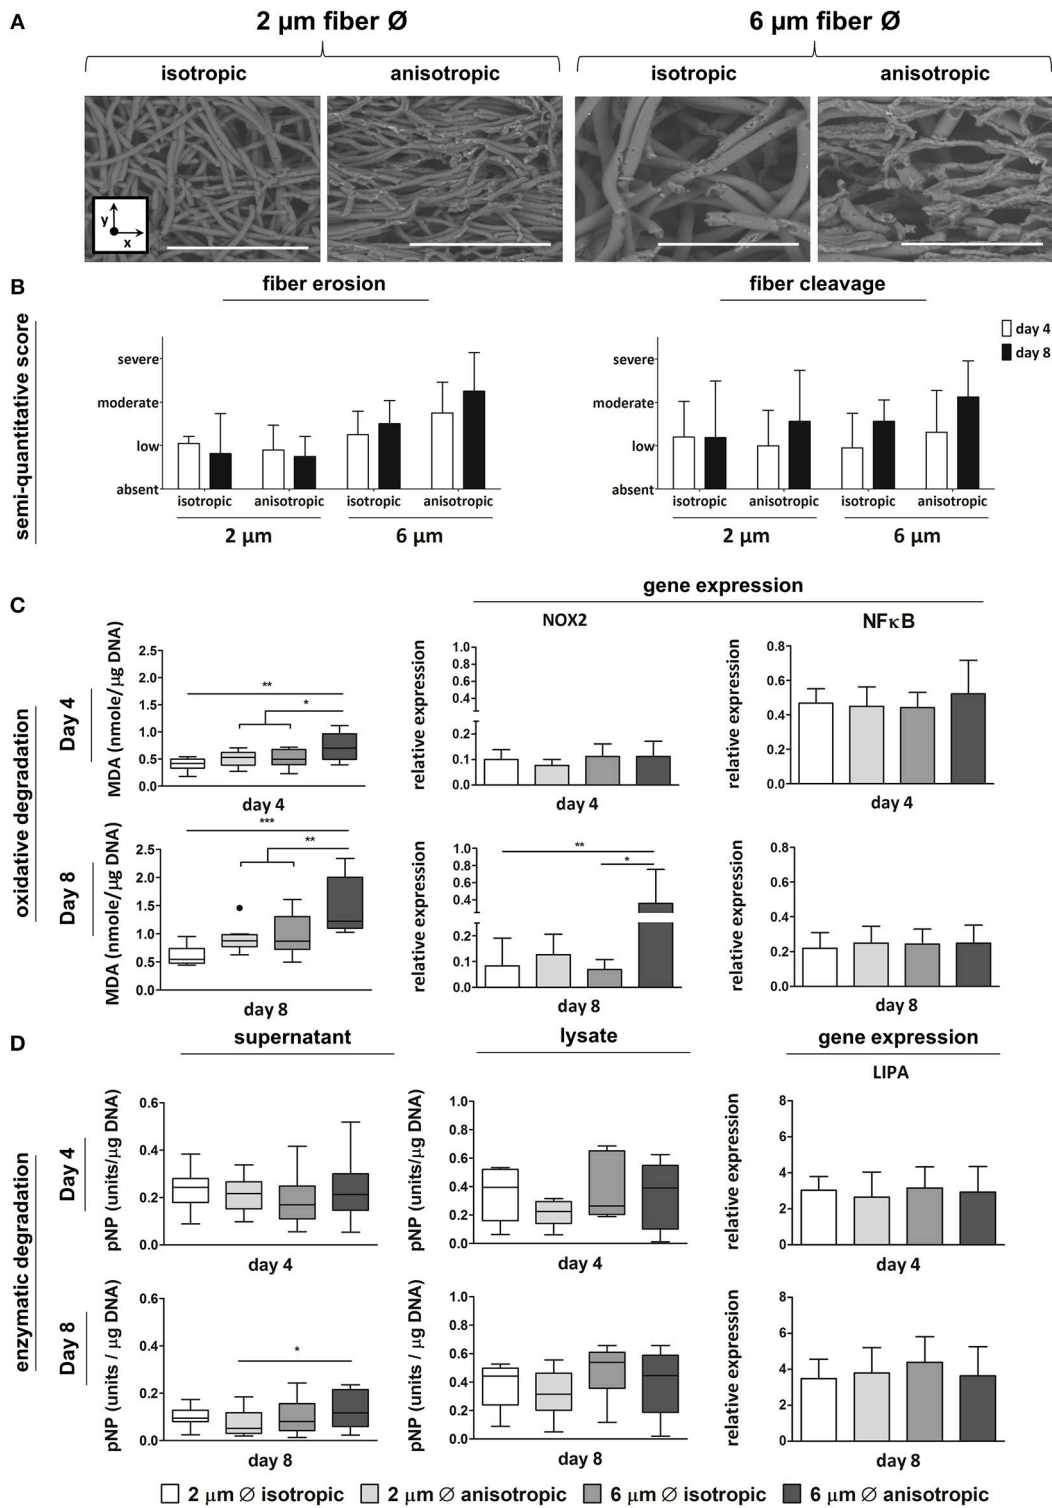 A
2 µm fiber Ø
6 µm fiber Ø
isotropic
anisotropic
isotropic
anisotropic
y
x
B
fiber erosion
fiber cleavage
semi-quantitative score
severe
moderate
low
absent
isotropic
anisotropic
isotropic
anisotropic
2 µm
6 µm
severe
moderate
low
absent
isotropic
anisotropic
isotropic
anisotropic
2 µm
6 µm
day 4
day 8
C
gene expression
NOX2
NFκB
oxidative degradation
Day 4
MDA (nmole/µg DNA)
2.5
2.0
1.5
1.0
0.5
0.0
**
*
day 4
relative expression
1.0
0.8
0.6
0.4
0.2
0.1
0.0
day 4
relative expression
0.8
0.6
0.4
0.2
0.0
day 4
Day 8
MDA (nmole/µg DNA)
2.5
2.0
1.5
1.0
0.5
0.0
***
**
day 8
relative expression
1.0
0.8
0.6
0.4
0.2
0.1
0.0
**
*
day 8
relative expression
0.8
0.6
0.4
0.2
0.0
day 8
D
supernatant
lysate
gene expression
LIPA
enzymatic degradation
Day 4
pNP (units/µg DNA)
0.6
0.4
0.2
0.0
day 4
pNP (units/µg DNA)
1.0
0.8
0.6
0.4
0.2
0.0
day 4
relative expression
8
6
4
2
0
day 4
Day 8
pNP (units / µg DNA)
0.6
0.4
0.2
0.0
*
day 8
pNP (units / µg DNA)
1.0
0.8
0.6
0.4
0.2
0.0
day 8
relative expression
8
6
4
2
0
day 8
2 µm Ø isotropic
2 µm Ø anisotropic
6 µm Ø isotropic
6 µm Ø anisotropic